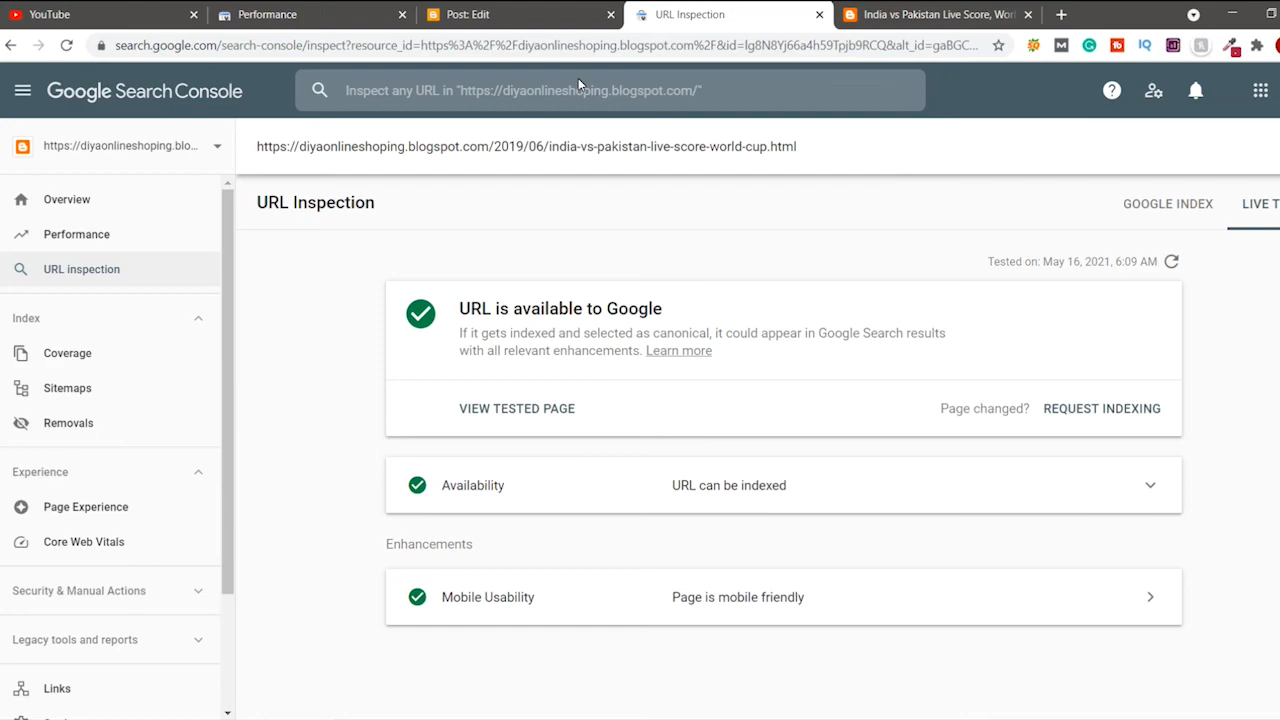 YouTube
Performance
Post: Edit
URL Inspection
India vs Pakistan Live Score, Worl
search.google.com/search-console/inspect?resource_id=https%3A%2F%2Fdiyaonlineshoping.blogspot.com%2F&id=lg8N8Yj66a4h59Tpjb9RCQ&alt_id=gaBGC...
Google Search Console
Inspect any URL in "https://diyaonlineshoping.blogspot.com/"
https://diyaonlineshoping.blo...
https://diyaonlineshoping.blogspot.com/2019/06/india-vs-pakistan-live-score-world-cup.html
Overview
Performance
URL inspection
Index
Coverage
Sitemaps
Removals
Experience
Page Experience
Core Web Vitals
Security & Manual Actions
Legacy tools and reports
Links
URL Inspection
GOOGLE INDEX
LIVE T
Tested on: May 16, 2021, 6:09 AM
URL is available to Google
If it gets indexed and selected as canonical, it could appear in Google Search results
with all relevant enhancements. Learn more
VIEW TESTED PAGE
Page changed? REQUEST INDEXING
Availability
URL can be indexed
Enhancements
Mobile Usability
Page is mobile friendly